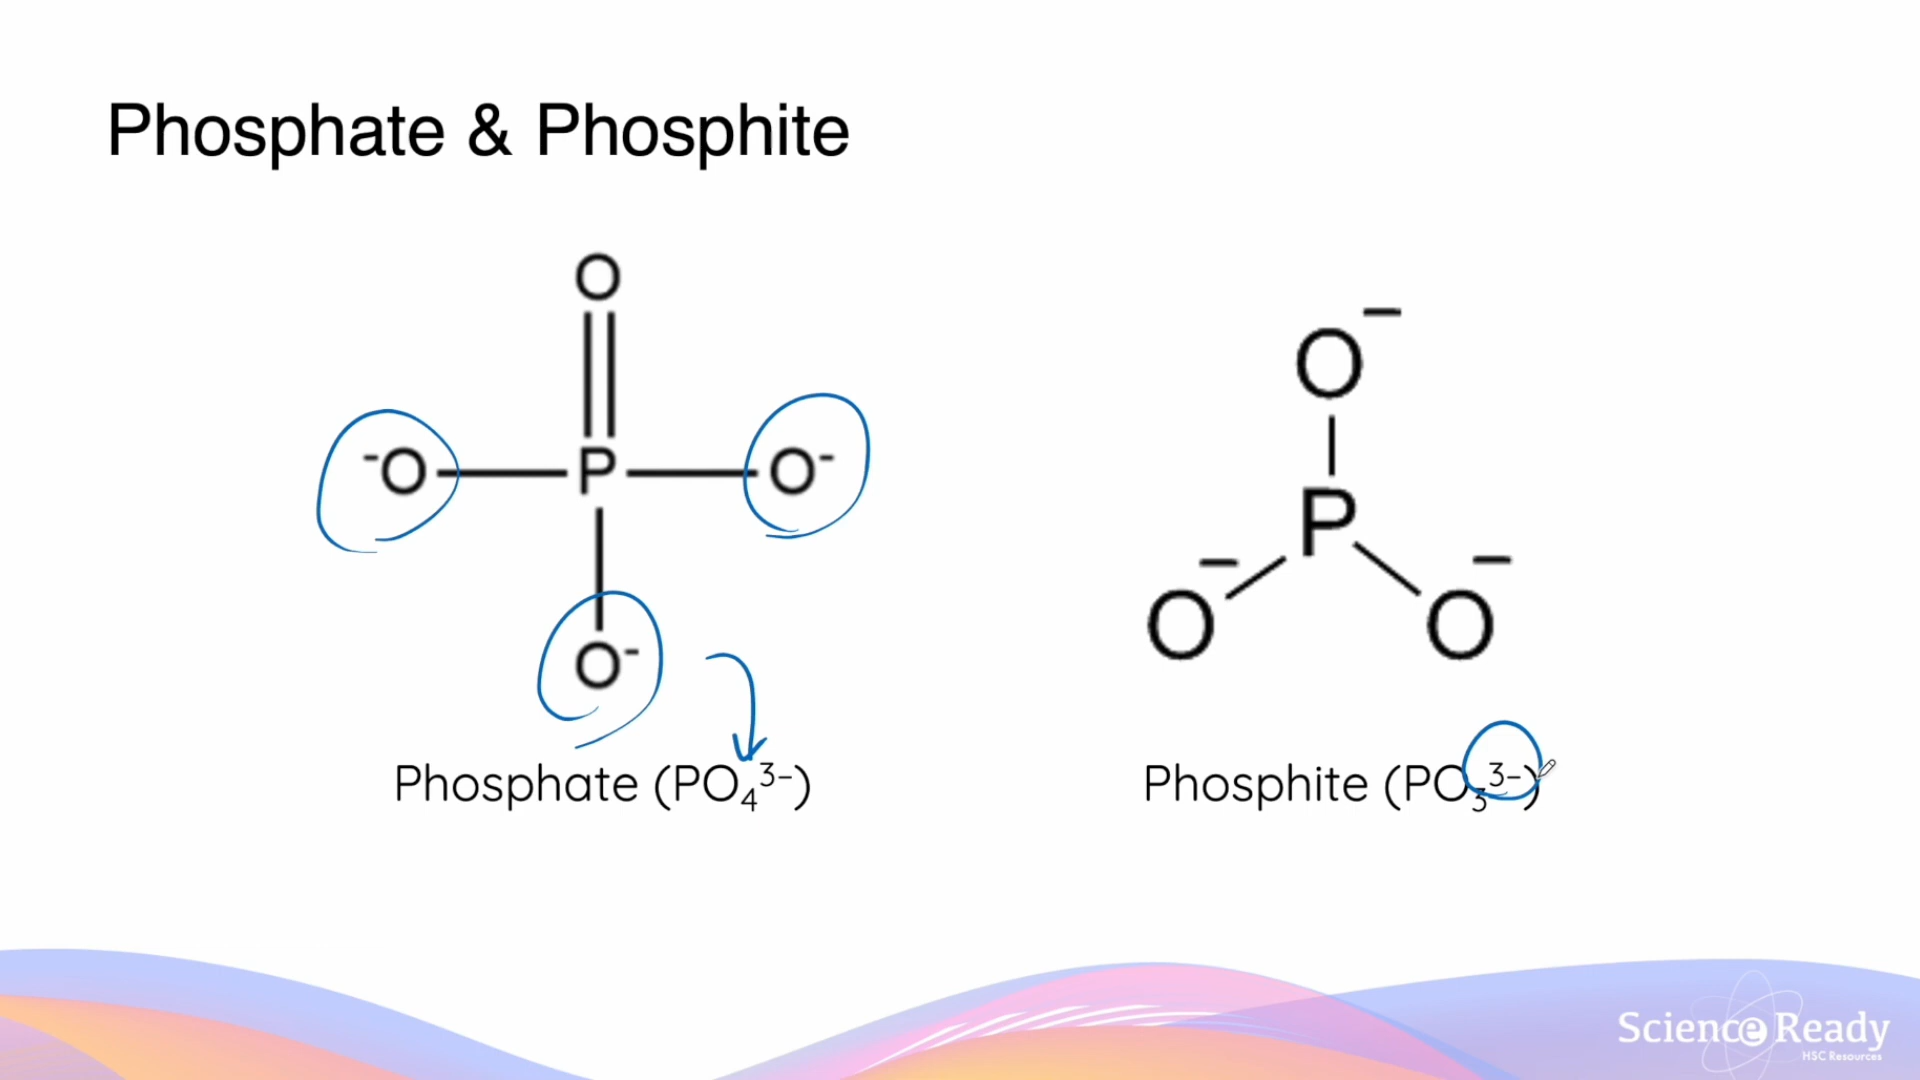 Phosphate & Phosphite
O
⁻O P O⁻
O⁻
Phosphate (PO₄³⁻)
O⁻
P
O⁻ O⁻
Phosphite (PO₃³⁻)
Science Ready
HSC Resources